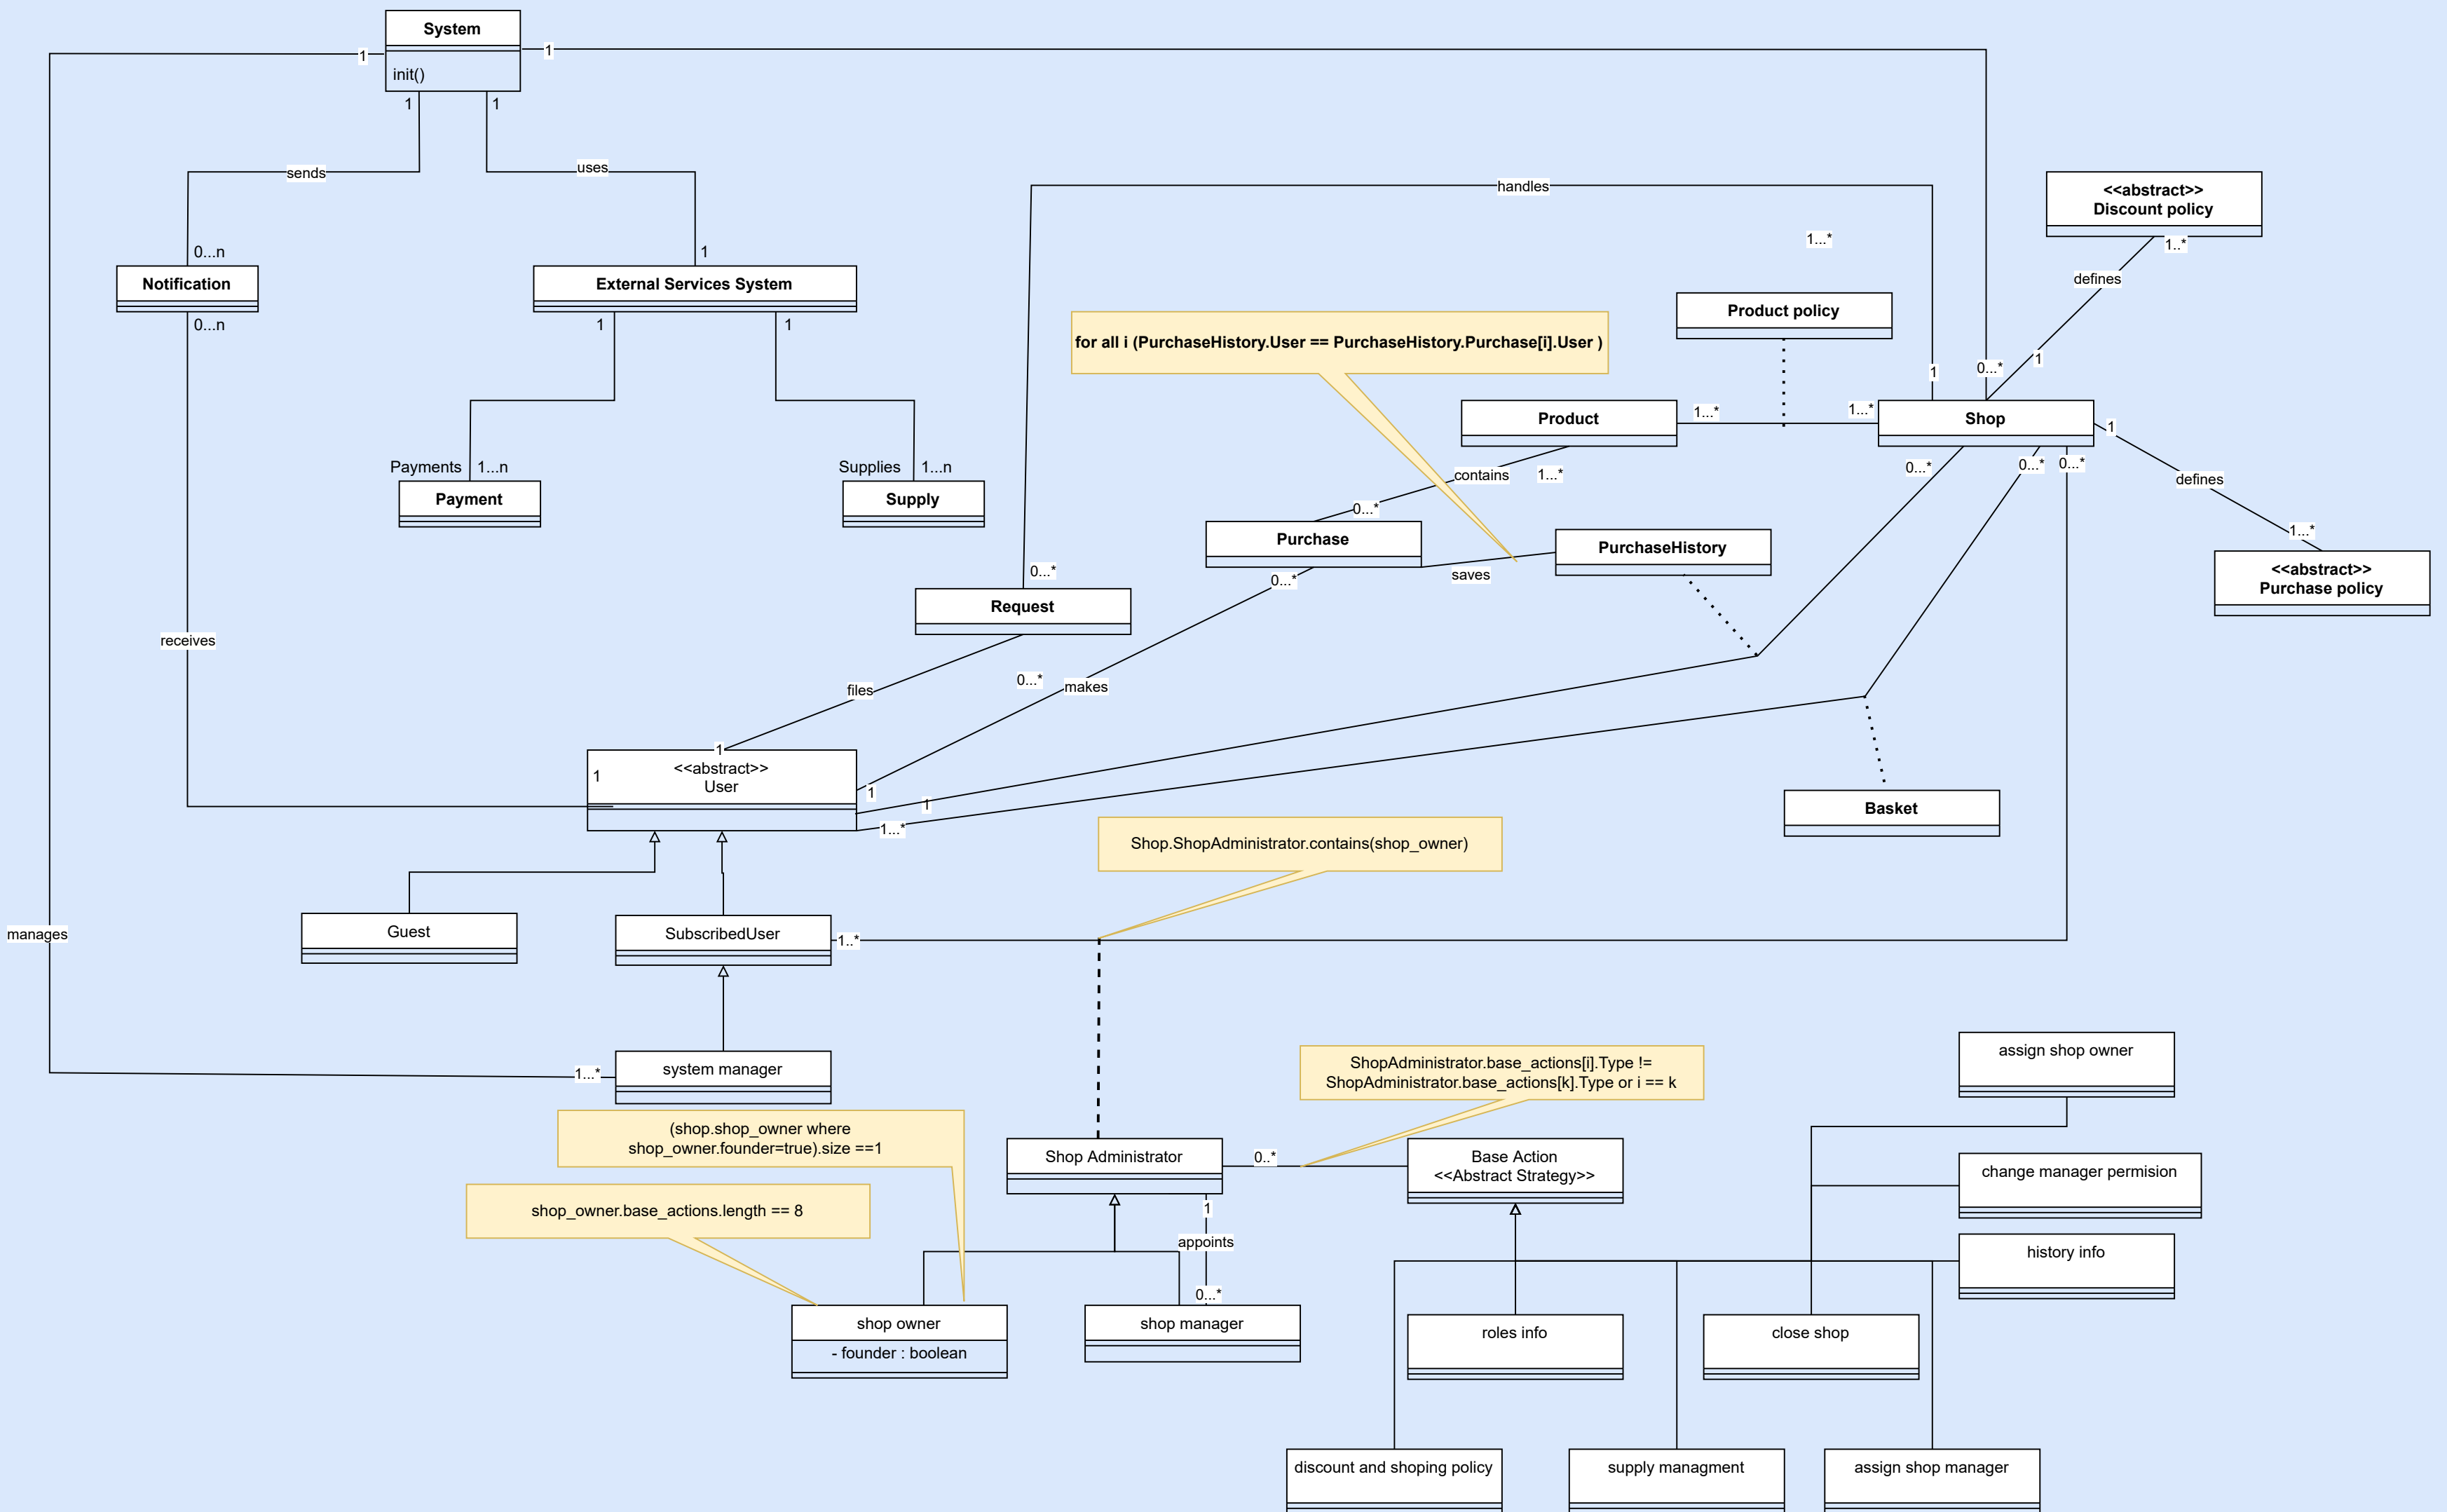 System
init()
1
1
1
1
sends
uses
handles
<<abstract>>
Discount policy
1...*
1..*
0...n
1
defines
Notification
External Services System
Product policy
0...n
1
1
for all i (PurchaseHistory.User == PurchaseHistory.Purchase[i].User )
1
0...*
1
Product
1...*
1...*
Shop
1
Payments
1...n
Supplies
1...n
contains
1...*
0...*
0...*
0...*
defines
Payment
Supply
0...*
1...*
Purchase
PurchaseHistory
<<abstract>>
Purchase policy
0...*
0...*
saves
Request
receives
files
0...*
makes
1
1
<<abstract>>
User
1
1
1...*
Basket
Shop.ShopAdministrator.contains(shop_owner)
manages
Guest
SubscribedUser
1..*
1...*
system manager
ShopAdministrator.base_actions[i].Type !=
ShopAdministrator.base_actions[k].Type or i == k
assign shop owner
(shop.shop_owner where
shop_owner.founder=true).size ==1
Shop Administrator
0..*
Base Action
<<Abstract Strategy>>
change manager permision
shop_owner.base_actions.length == 8
1
appoints
history info
0...*
shop owner
- founder : boolean
shop manager
roles info
close shop
discount and shoping policy
supply managment
assign shop manager